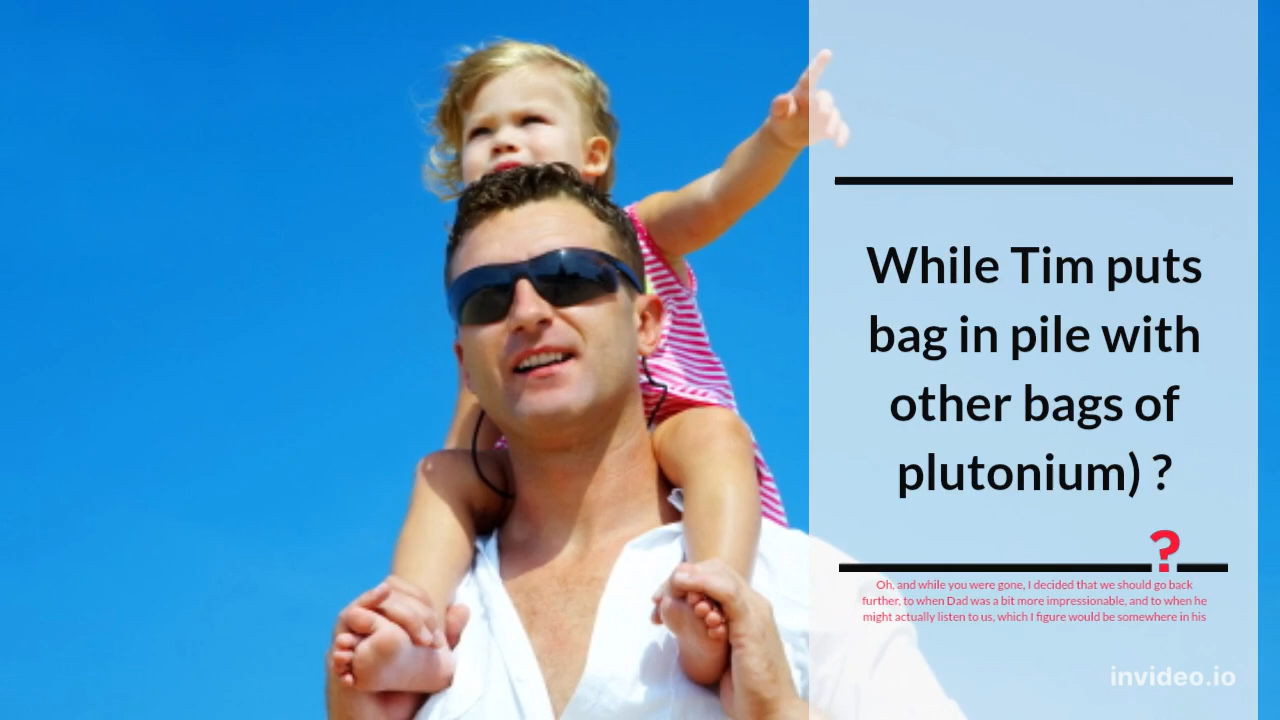 While Tim puts
bag in pile with
other bags of
plutonium) ?
?
Oh, and while you were gone, I decided that we should go back
further, to when Dad was a bit more impressionable, and to when he
might actually listen to us, which I figure would be somewhere in his
invideo.io